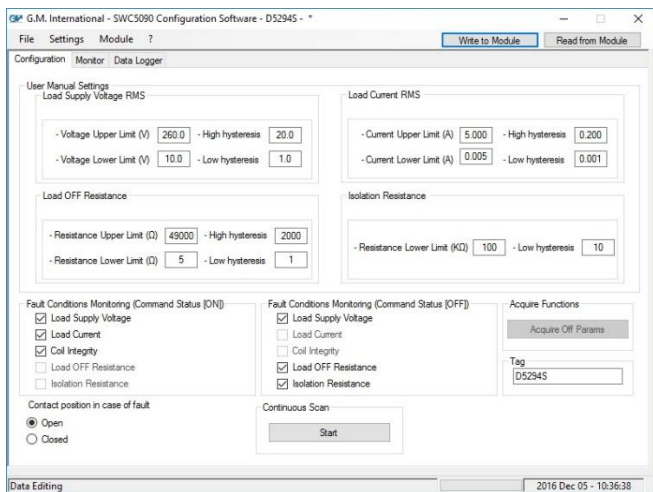 G.M. International - SWC5090 Configuration Software - D5294S - *
File Settings Module ? Write to Module Read from Module
Configuration Monitor Data Logger
User Manual Settings
Load Supply Voltage RMS
- Voltage Upper Limit (V) 260.0 - High hysteresis 20.0
- Voltage Lower Limit (V) 10.0 - Low hysteresis 1.0
Load Current RMS
- Current Upper Limit (A) 5.000 - High hysteresis 0.200
- Current Lower Limit (A) 0.005 - Low hysteresis 0.001
Load OFF Resistance
- Resistance Upper Limit (Ω) 49000 - High hysteresis 2000
- Resistance Lower Limit (Ω) 5 - Low hysteresis 1
Isolation Resistance
- Resistance Lower Limit (KΩ) 100 - Low hysteresis 10
Fault Conditions Monitoring (Command Status [ON])
Load Supply Voltage
Load Current
Coil Integrity
Load OFF Resistance
Isolation Resistance
Fault Conditions Monitoring (Command Status [OFF])
Load Supply Voltage
Load Current
Coil Integrity
Load OFF Resistance
Isolation Resistance
Acquire Functions
Acquire Off Params
Tag
D5294S
Contact position in case of fault
Open
Closed
Continuous Scan
Start
Data Editing 2016 Dec 05 - 10:36:38